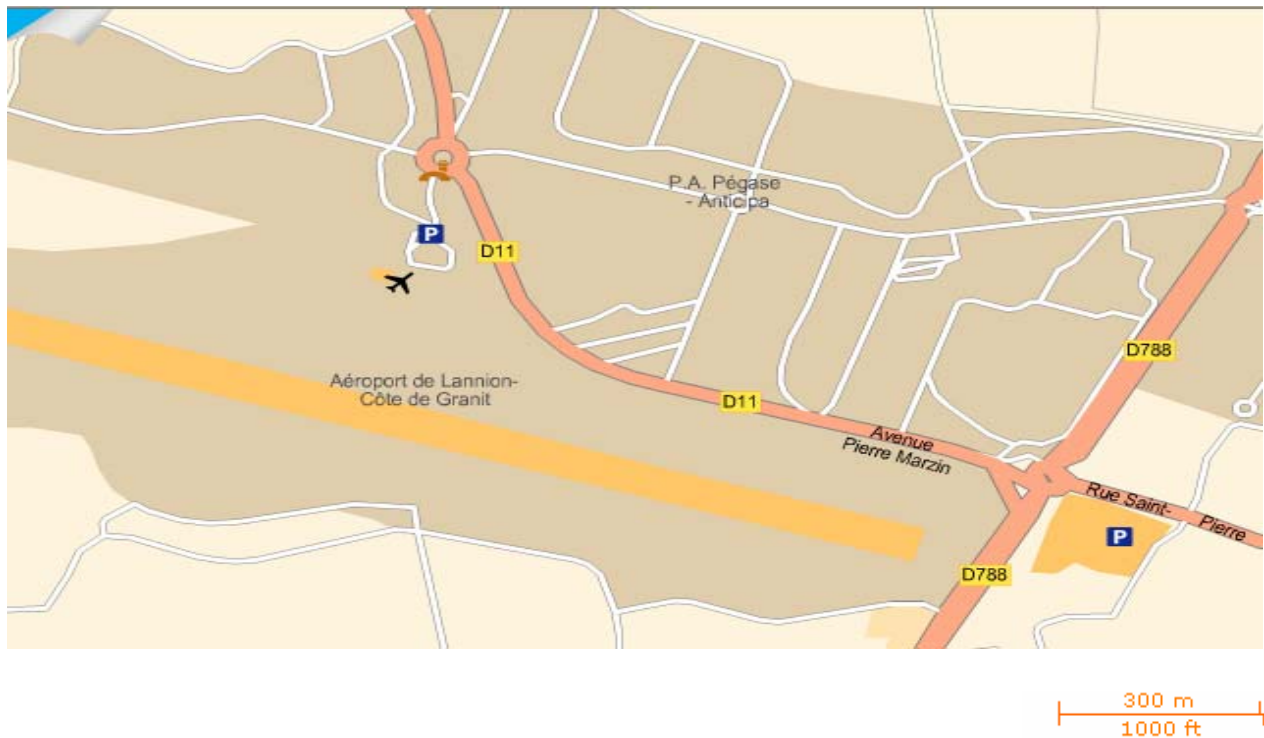 P.A. Pégase
- Anticipa
P
D11
Aéroport de Lannion-
Côte de Granit
D788
D11
Avenue
Pierre Marzin
Rue Saint-
Pierre
P
D788
300 m
1000 ft